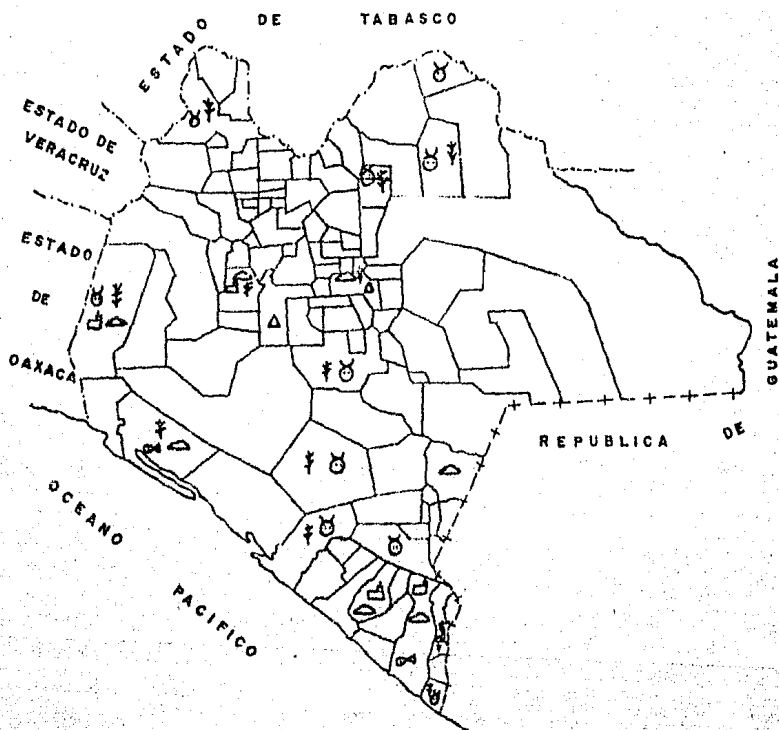 ESTADO DE TABASCO
ESTADO DE
VERACRUZ
ESTADO
DE
OAXACA
GUATEMALA
REPUBLICA DE
OCEANO
PACIFICO